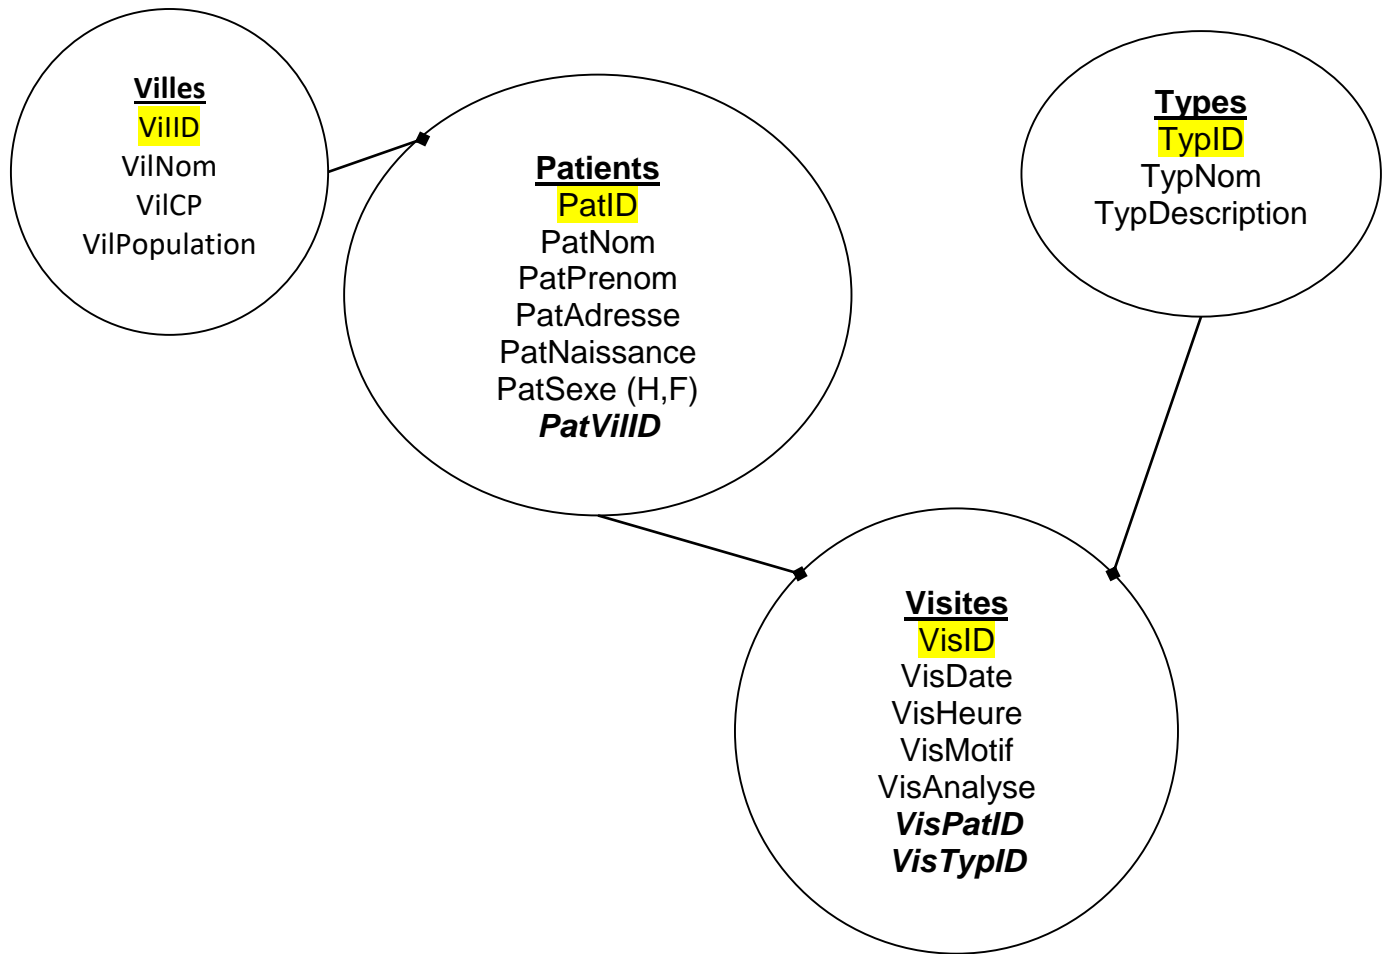 Villes
VilID
VilNom
VilCP
VilPopulation
Patients
PatID
PatNom
PatPrenom
PatAdresse
PatNaissance
PatSexe (H,F)
PatVilID
Types
TypID
TypNom
TypDescription
Visites
VisID
VisDate
VisHeure
VisMotif
VisAnalyse
VisPatID
VisTypID